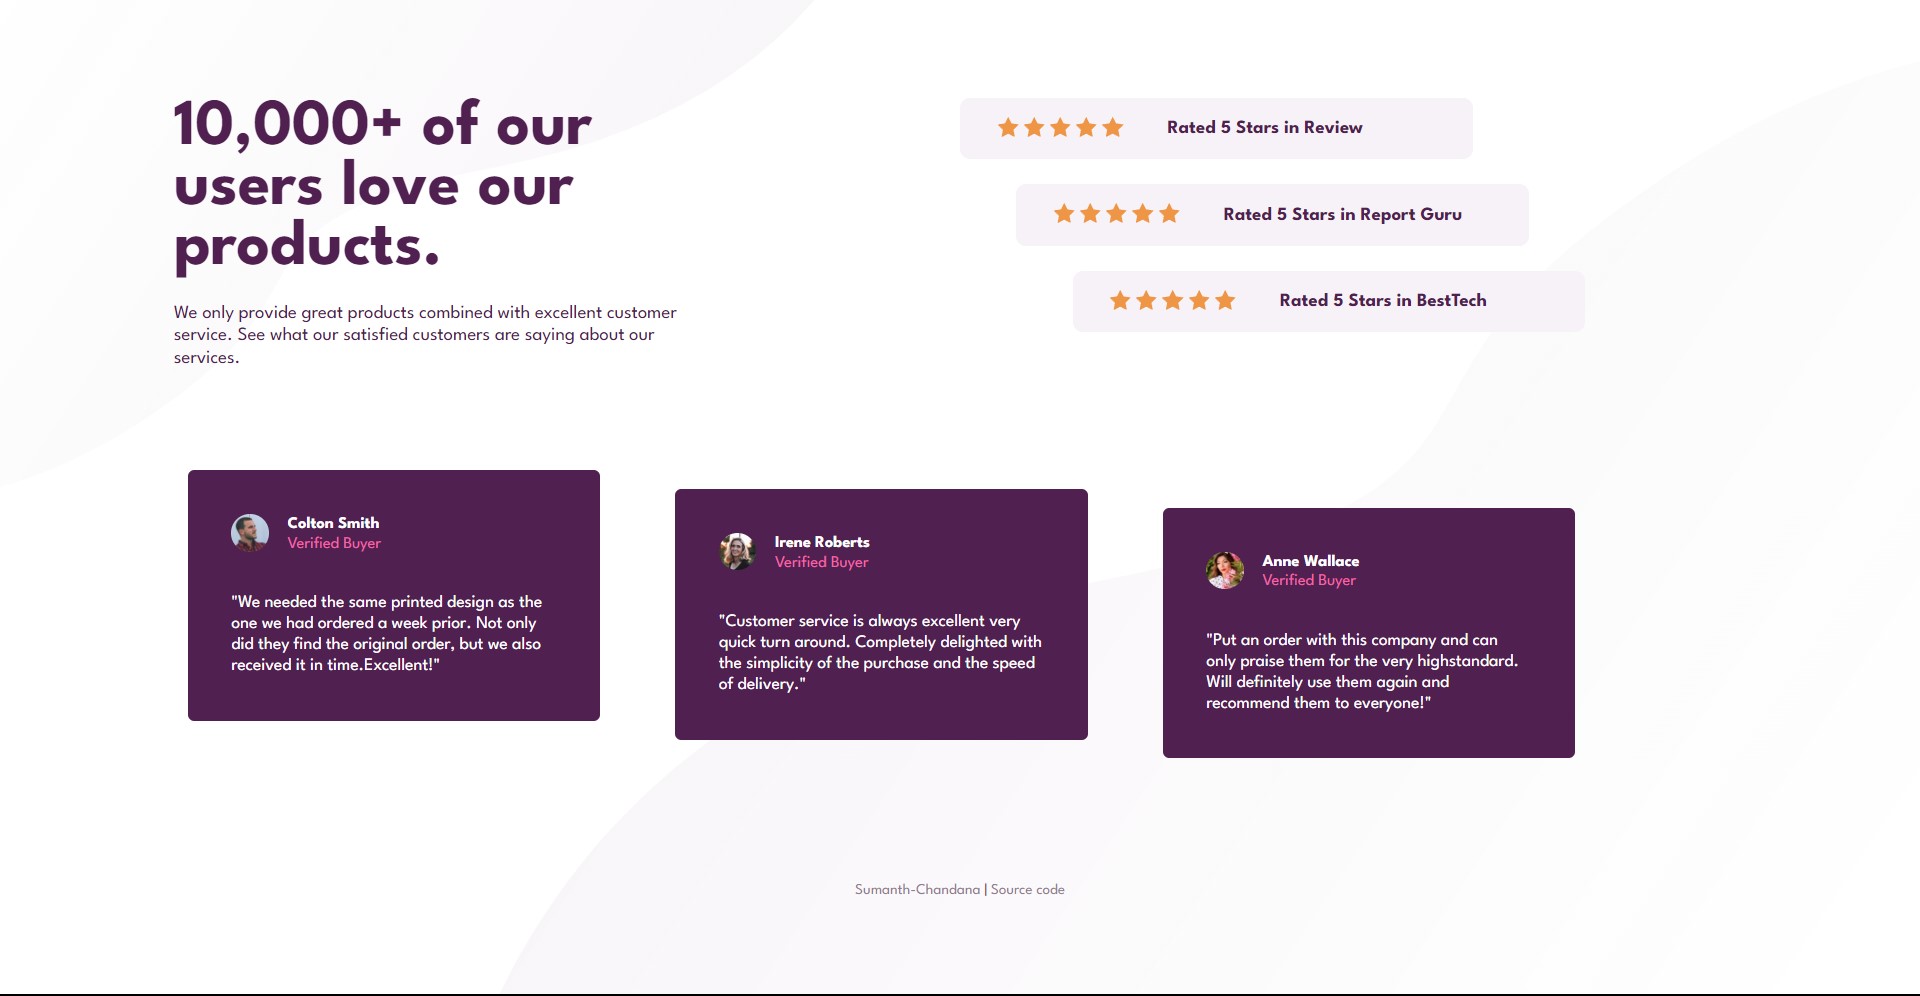 10,000+ of our
users love our
products.
We only provide great products combined with excellent customer
service. See what our satisfied customers are saying about our
services.
Rated 5 Stars in Review
Rated 5 Stars in Report Guru
Rated 5 Stars in BestTech
Colton Smith
Verified Buyer
"We needed the same printed design as the
one we had ordered a week prior. Not only
did they find the original order, but we also
received it in time.Excellent!"
Irene Roberts
Verified Buyer
"Customer service is always excellent very
quick turn around. Completely delighted with
the simplicity of the purchase and the speed
of delivery."
Anne Wallace
Verified Buyer
"Put an order with this company and can
only praise them for the very highstandard.
Will definitely use them again and
recommend them to everyone!"
Sumanth-Chandana | Source code